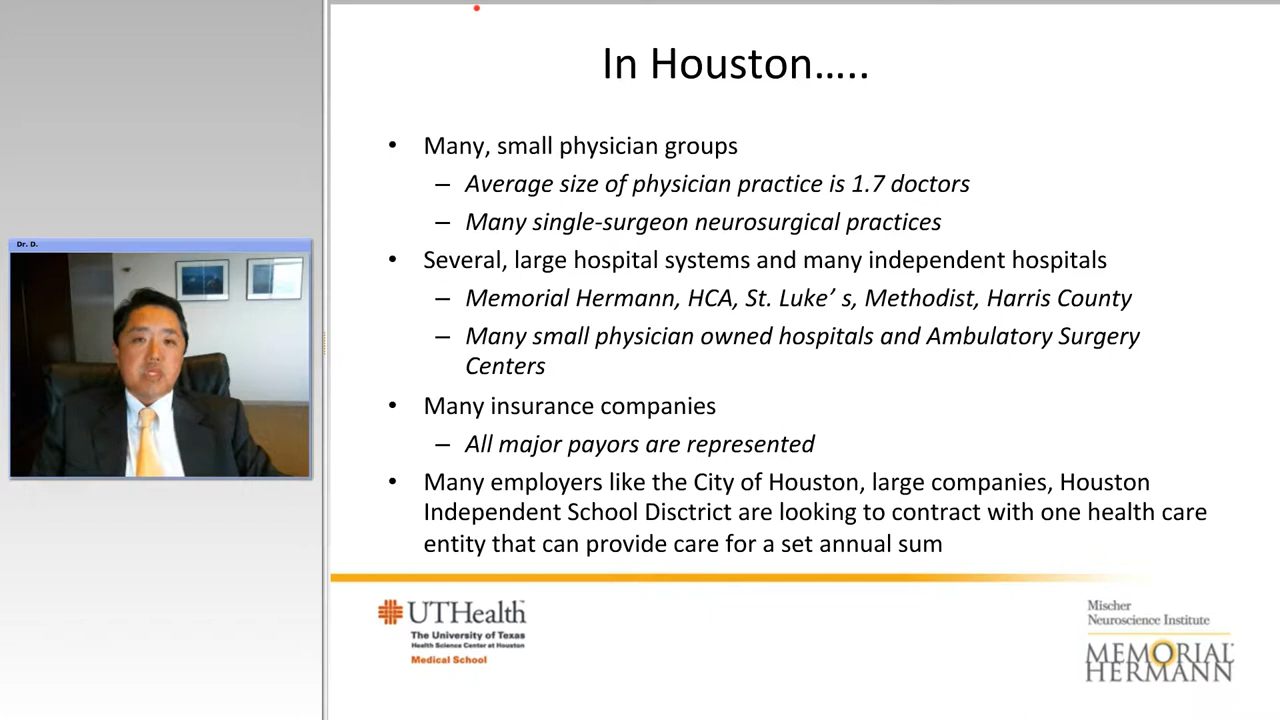 Dr. D.
In Houston…..
• Many, small physician groups
– Average size of physician practice is 1.7 doctors
– Many single-surgeon neurosurgical practices
• Several, large hospital systems and many independent hospitals
– Memorial Hermann, HCA, St. Luke’ s, Methodist, Harris County
– Many small physician owned hospitals and Ambulatory Surgery
Centers
• Many insurance companies
– All major payors are represented
• Many employers like the City of Houston, large companies, Houston
Independent School Disctrict are looking to contract with one health care
entity that can provide care for a set annual sum
UTHealth
The University of Texas
Health Science Center at Houston
Medical School
Mischer
Neuroscience Institute
MEMORIAL
HERMANN